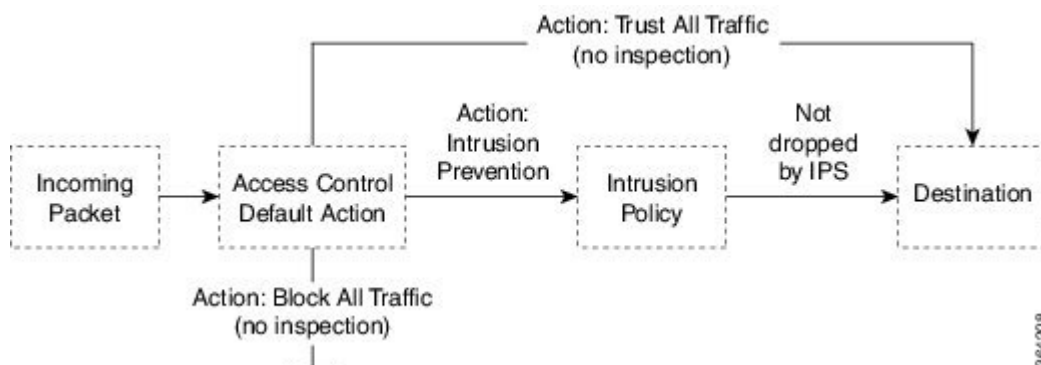 Action: Trust All Traffic
(no inspection)
Action:
Intrusion
Prevention
Not
dropped
by IPS
Incoming
Packet
Access Control
Default Action
Intrusion
Policy
Destination
Action: Block All Traffic
(no inspection)